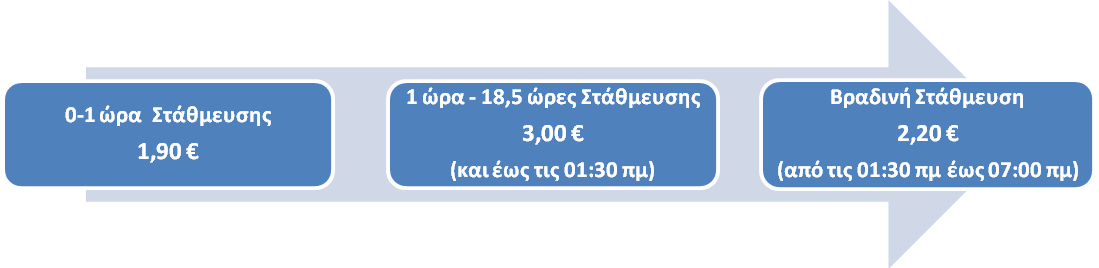 0-1 ώρα Στάθμευσης
1,90 €
1 ώρα - 18,5 ώρες Στάθμευσης
3,00 €
(και έως τις 01:30 πμ)
Βραδινή Στάθμευση
2,20 €
(από τις 01:30 πμ έως 07:00 πμ)